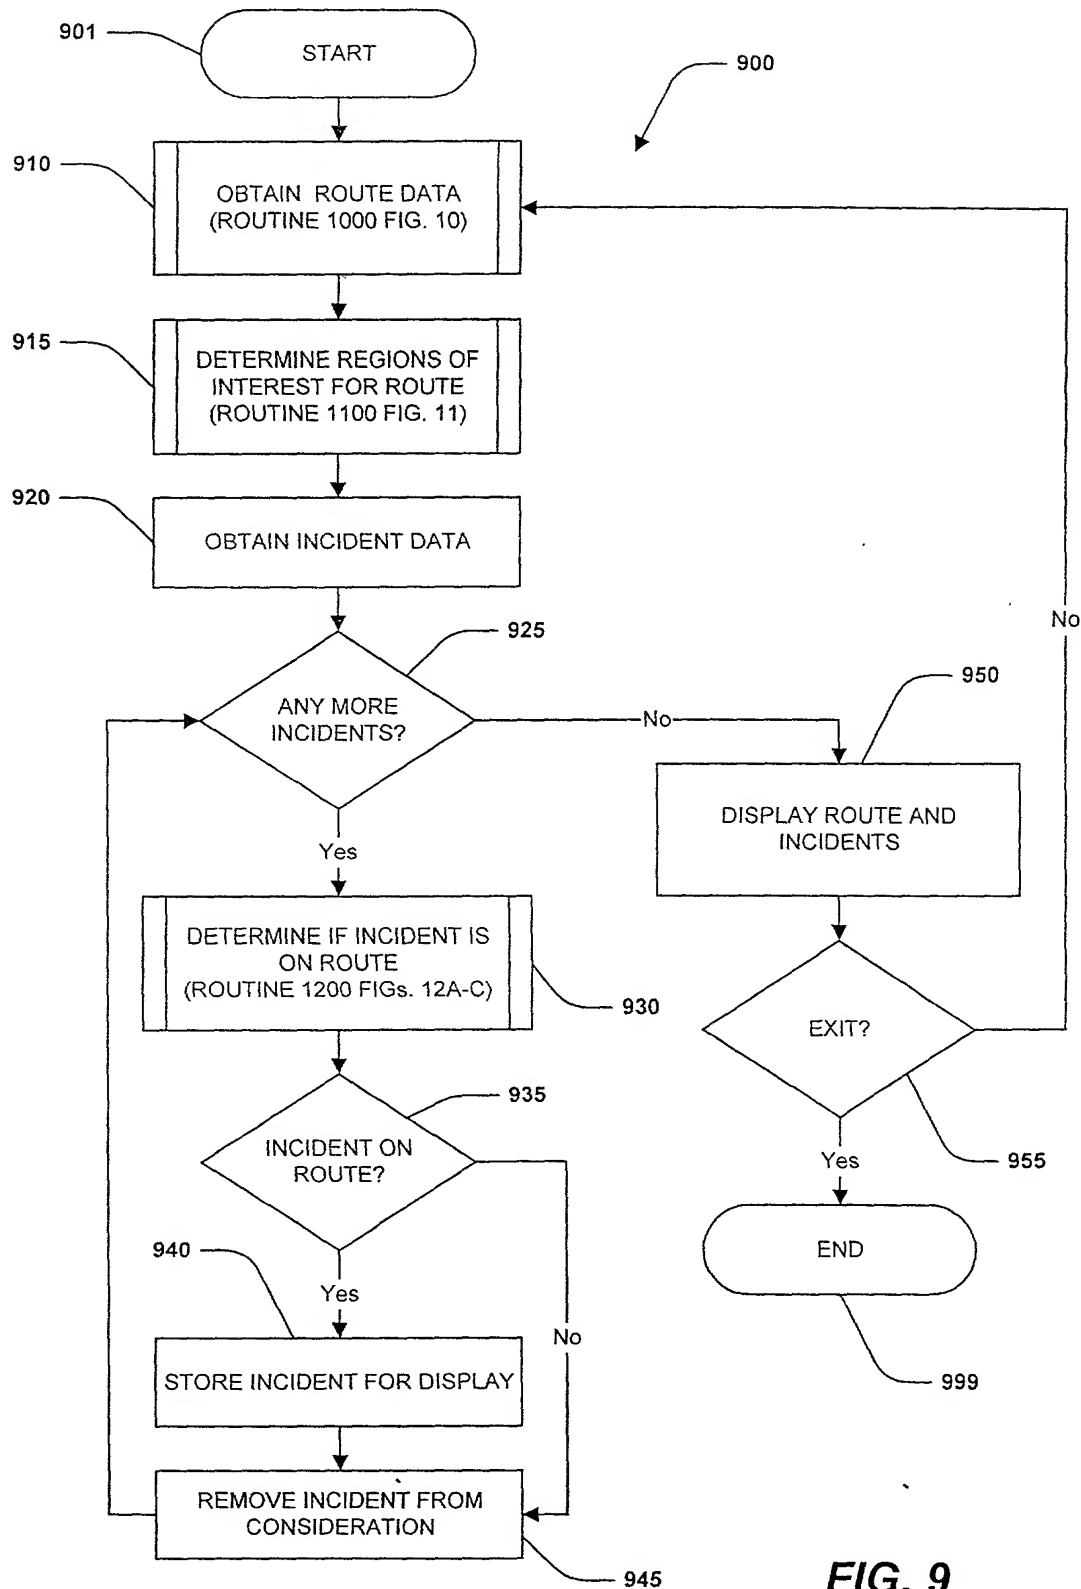 901
START
900
910
OBTAIN ROUTE DATA
(ROUTINE 1000 FIG. 10)
915
DETERMINE REGIONS OF
INTEREST FOR ROUTE
(ROUTINE 1100 FIG. 11)
920
OBTAIN INCIDENT DATA
925
ANY MORE
INCIDENTS?
No
No
950
DISPLAY ROUTE AND
INCIDENTS
Yes
DETERMINE IF INCIDENT IS
ON ROUTE
(ROUTINE 1200 FIGs. 12A-C)
930
EXIT?
935
INCIDENT ON
ROUTE?
955
Yes
940
Yes
END
No
STORE INCIDENT FOR DISPLAY
999
REMOVE INCIDENT FROM
CONSIDERATION
945
FIG. 9